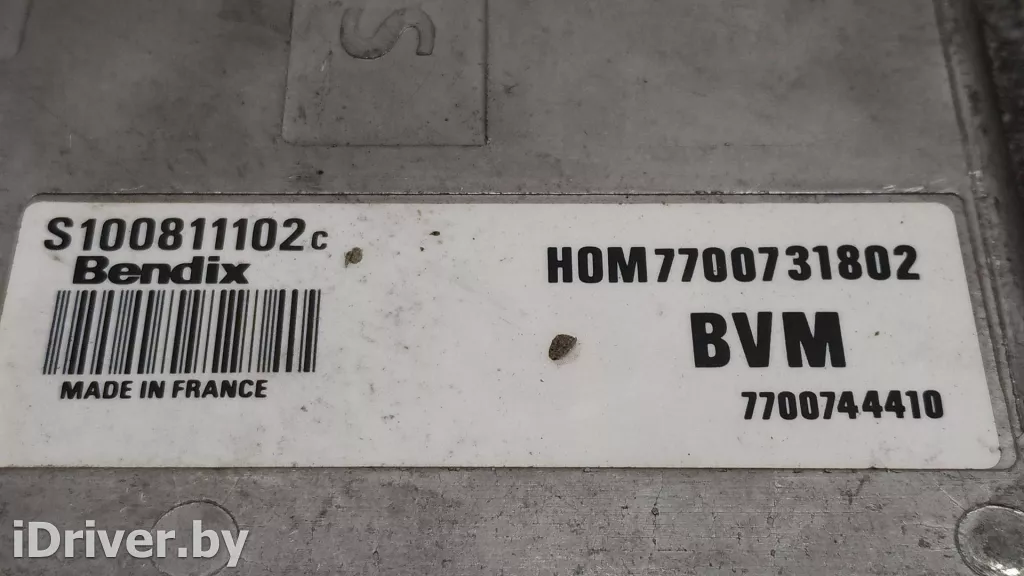 S
S100811102c
Bendix
MADE IN FRANCE
HOM7700731802
BVM
7700744410
iDriver.by